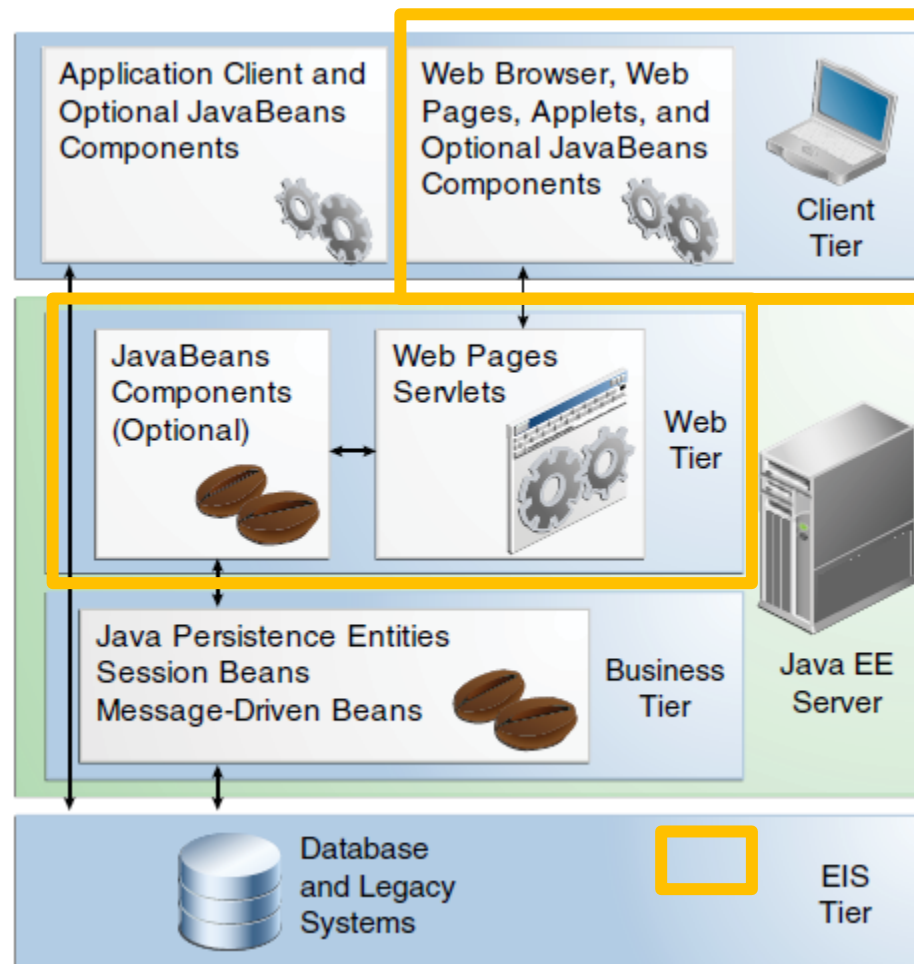 Application Client and
Optional JavaBeans
Components
Web Browser, Web
Pages, Applets, and
Optional JavaBeans
Components
Client
Tier
JavaBeans
Components
(Optional)
Web Pages
Servlets
Web
Tier
Java Persistence Entities
Session Beans
Message-Driven Beans
Business
Tier
Java EE
Server
Database
and Legacy
Systems
EIS
Tier